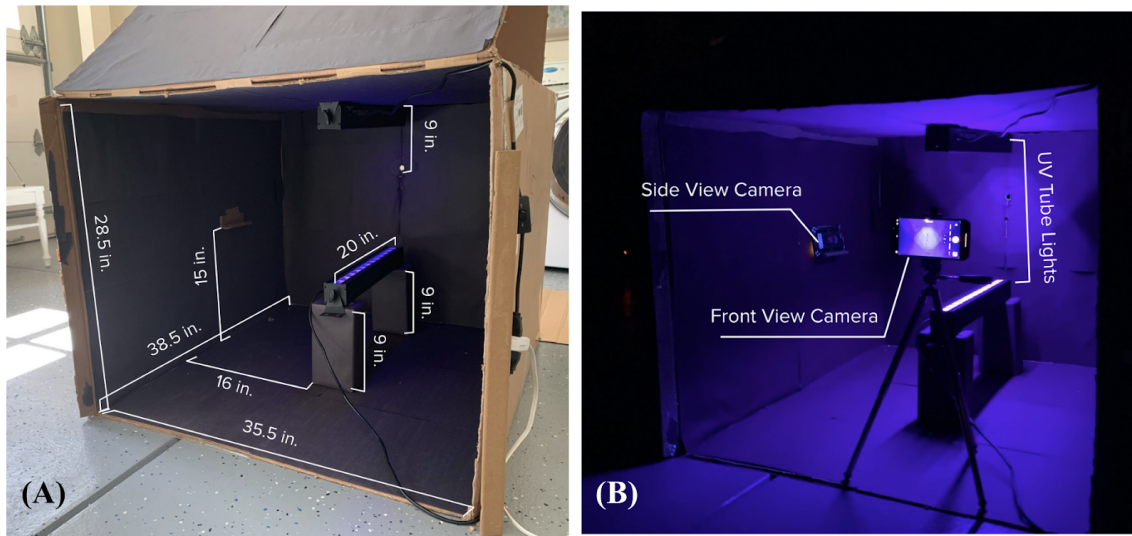 9 in.
28.5 in.
15 in.
20 in.
9 in.
9 in.
38.5 in.
16 in.
35.5 in.
(A)
Side View Camera
UV Tube Lights
Front View Camera
(B)